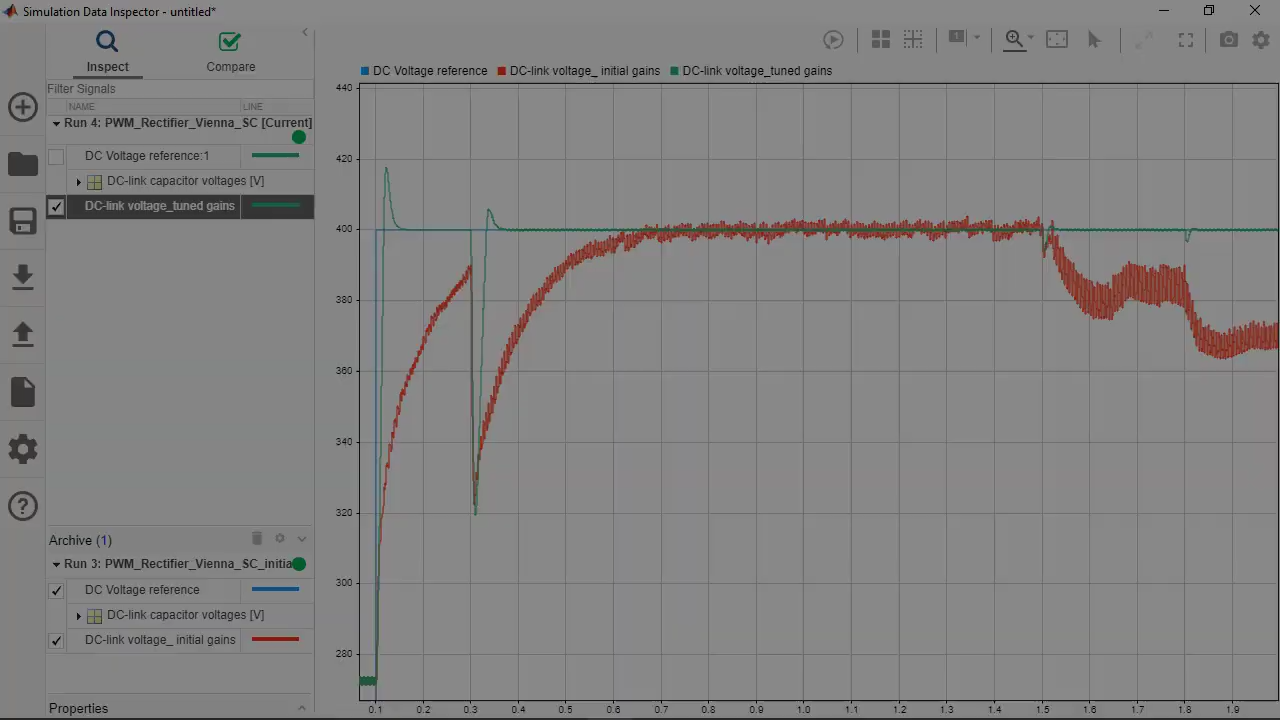 Simulation Data Inspector - untitled*
Inspect
Compare
1
DC Voltage reference DC-link voltage_ initial gains DC-link voltage_tuned gains
Filter Signals
NAME LINE
Run 4: PWM_Rectifier_Vienna_SC [Current]
DC Voltage reference:1
DC-link capacitor voltages [V]
DC-link voltage_tuned gains
Archive (1)
Run 3: PWM_Rectifier_Vienna_SC_initia
DC Voltage reference
DC-link capacitor voltages [V]
DC-link voltage_ initial gains
Properties
440
420
400
380
360
340
320
300
280
0.1 0.2 0.3 0.4 0.5 0.6 0.7 0.8 0.9 1.0 1.1 1.2 1.3 1.4 1.5 1.6 1.7 1.8 1.9